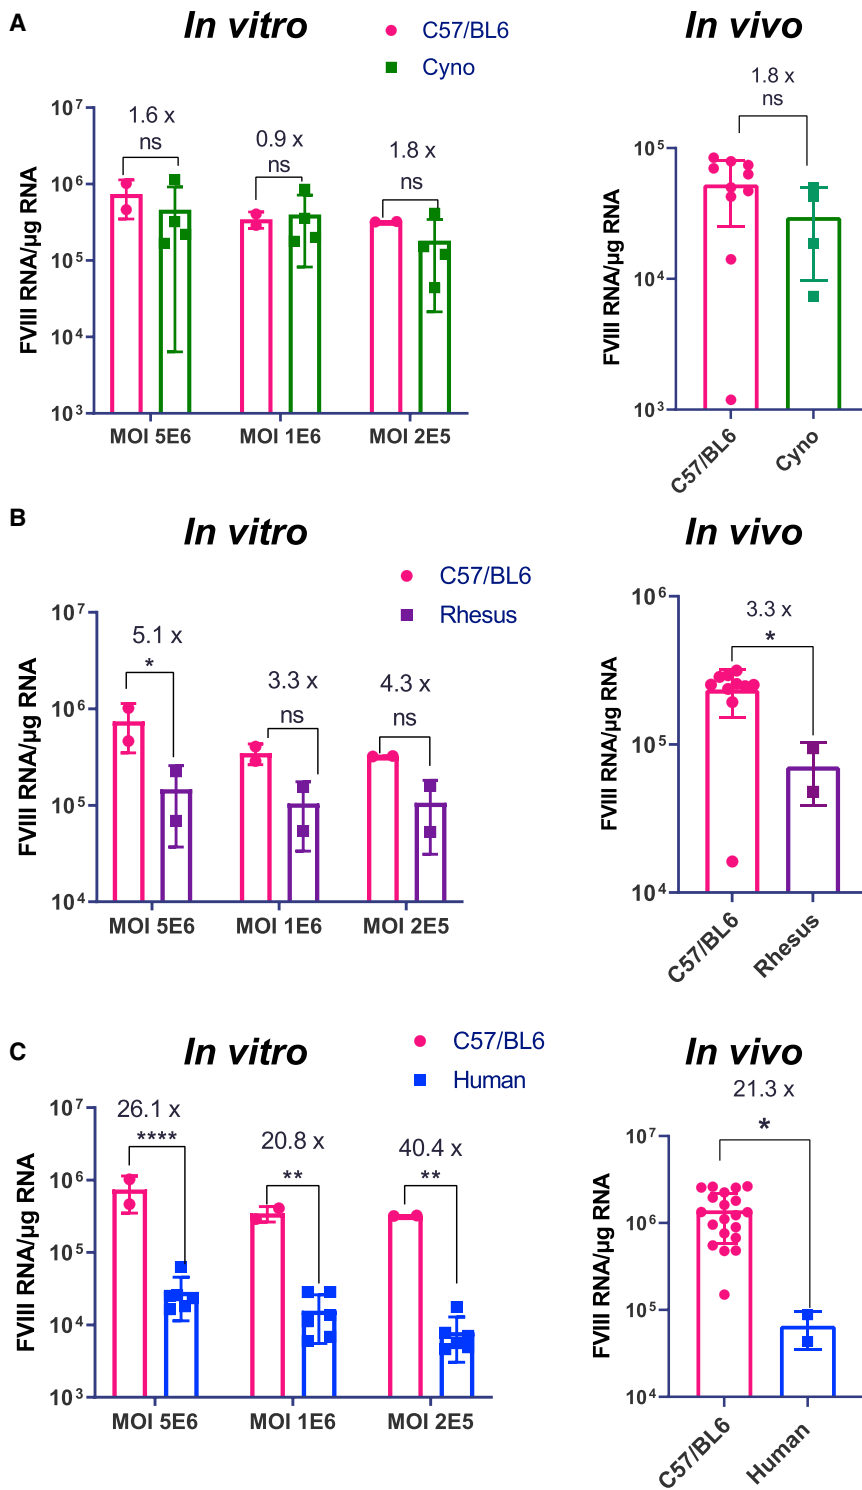 A
In vitro
C57/BL6
Cyno
In vivo
FVIII RNA/µg RNA
10⁷
10⁶
10⁵
10⁴
10³
1.6 x
ns
0.9 x
ns
1.8 x
ns
MOI 5E6
MOI 1E6
MOI 2E5
1.8 x
ns
FVIII RNA/µg RNA
10⁵
10⁴
10³
C57/BL6
Cyno
B
In vitro
C57/BL6
Rhesus
In vivo
FVIII RNA/µg RNA
10⁷
10⁶
10⁵
10⁴
5.1 x
*
3.3 x
ns
4.3 x
ns
MOI 5E6
MOI 1E6
MOI 2E5
3.3 x
*
FVIII RNA/µg RNA
10⁶
10⁵
10⁴
C57/BL6
Rhesus
C
In vitro
C57/BL6
Human
In vivo
FVIII RNA/µg RNA
10⁷
10⁶
10⁵
10⁴
10³
26.1 x
****
20.8 x
**
40.4 x
**
MOI 5E6
MOI 1E6
MOI 2E5
21.3 x
*
FVIII RNA/µg RNA
10⁷
10⁶
10⁵
10⁴
C57/BL6
Human